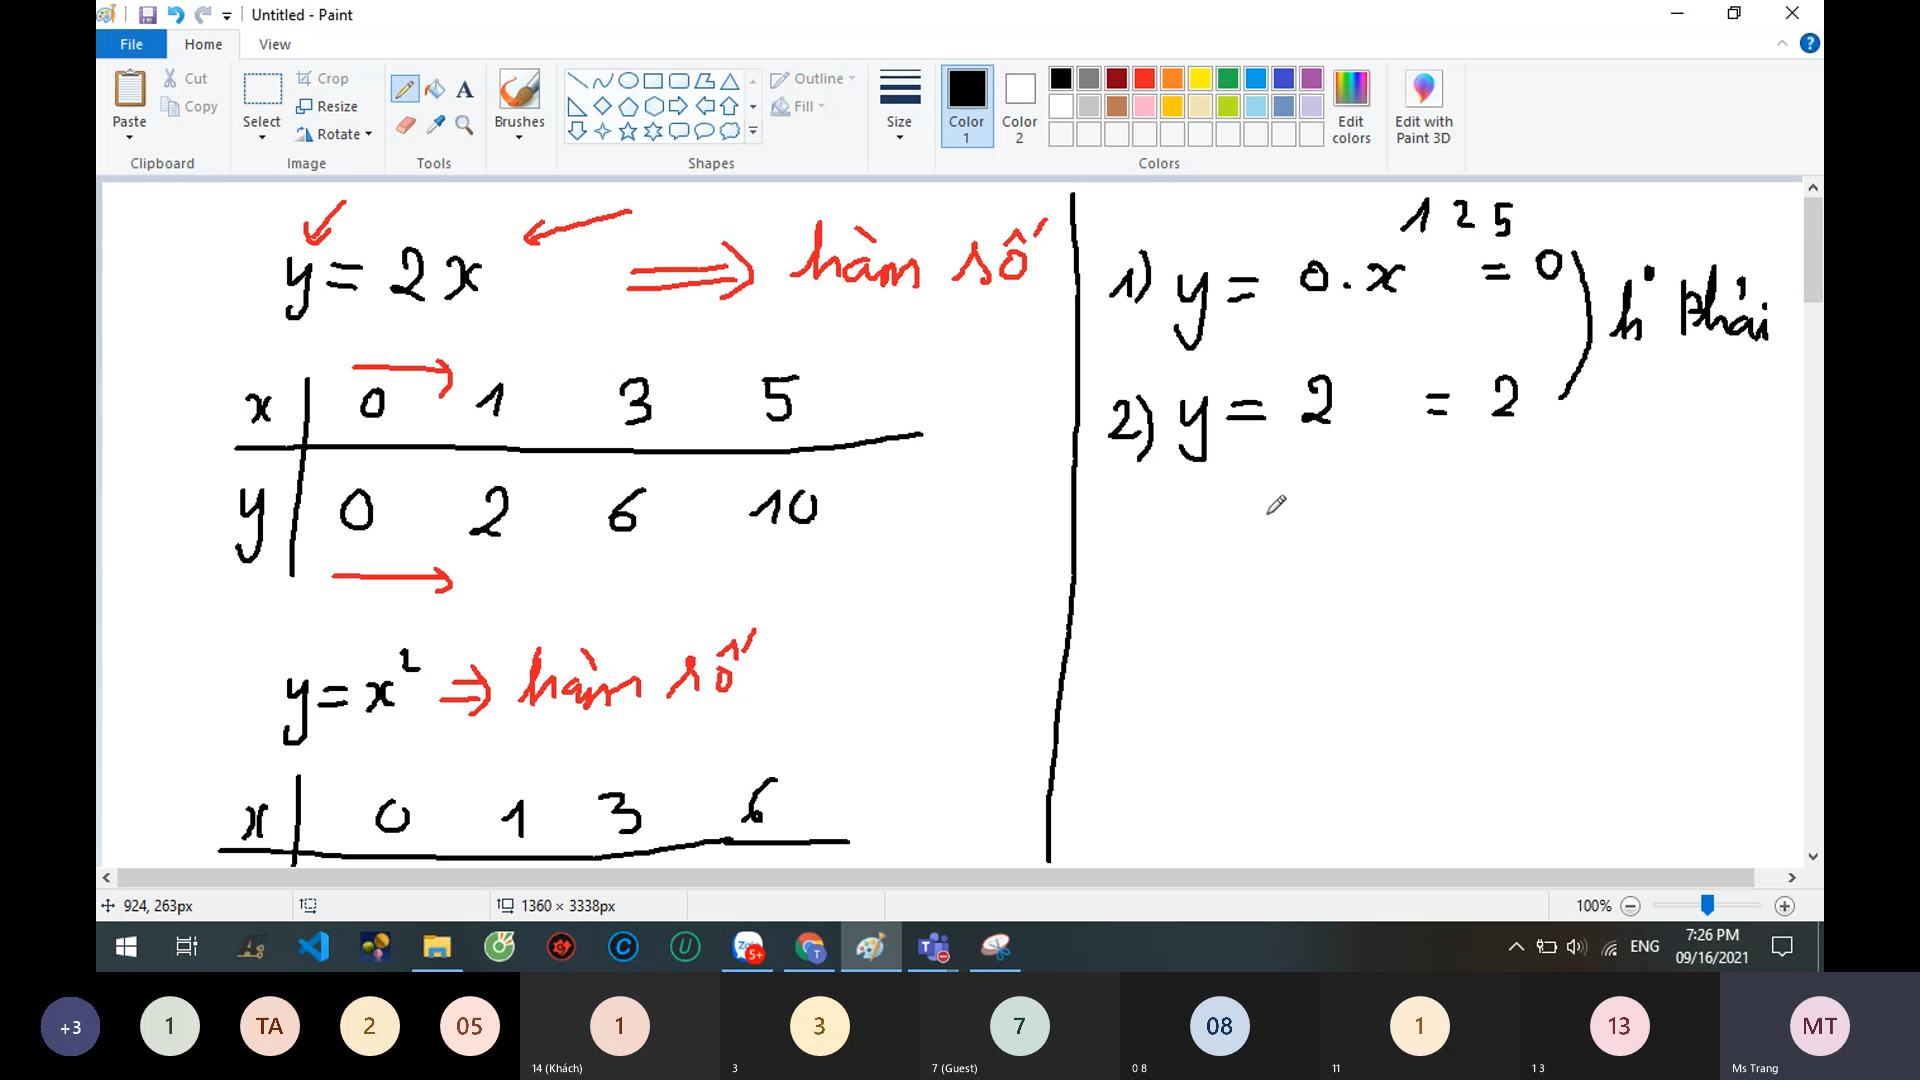 Untitled - Paint
File Home View
Paste Cut Copy Clipboard
Select Crop Resize Rotate Image
Tools
Brushes
Outline Fill Shapes
Size
Color 1 Color 2 Edit colors Colors
Edit with Paint 3D
y = 2x ⇒ hàm số
x 0 1 3 5
y 0 2 6 10
y = x² ⇒ hàm số
x 0 1 3 6
1 2 5
1) y = 0.x = 0
2) y = 2 = 2
phải
924, 263px
1360 × 3338px
100%
5+
T
ENG
7:26 PM
09/16/2021
+3 1 TA 2 05 1 3 7 08 1 13 MT
14 (Khách) 3 7 (Guest) 0 8 11 1 3 Ms Trang